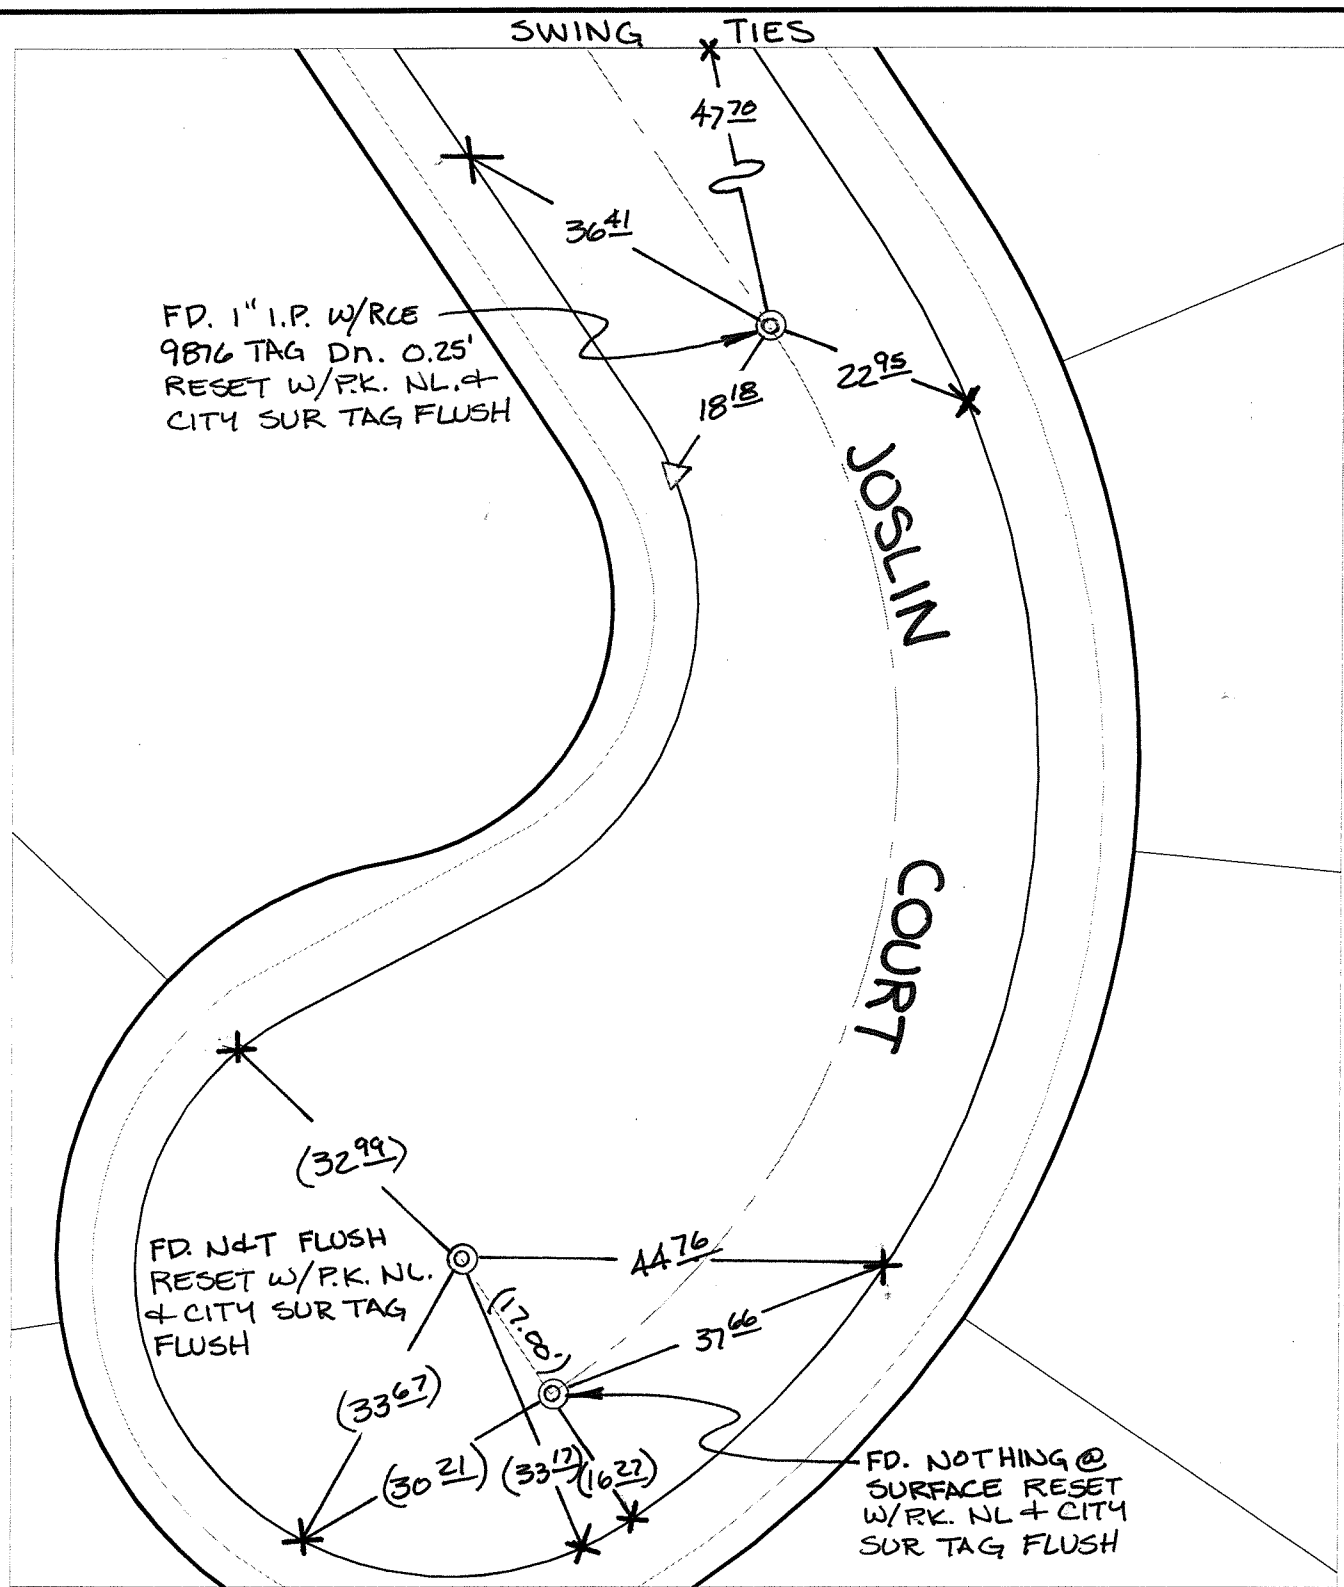 SWING TIES
47 70
36 41
FD. 1" I.P. W/RCE
9876 TAG Dn. 0.25'
RESET W/P.K. NL. &
CITY SUR TAG FLUSH
22 95
18 18
JOSLIN
COURT
(32 99)
FD. N&T FLUSH
RESET W/P.K. NL.
& CITY SUR TAG
FLUSH
44 76
(17.00-)
37 66
(33 67)
(30 21)
(33 17)
(16 27)
FD. NOTHING @
SURFACE RESET
W/P.K. NL & CITY
SUR TAG FLUSH